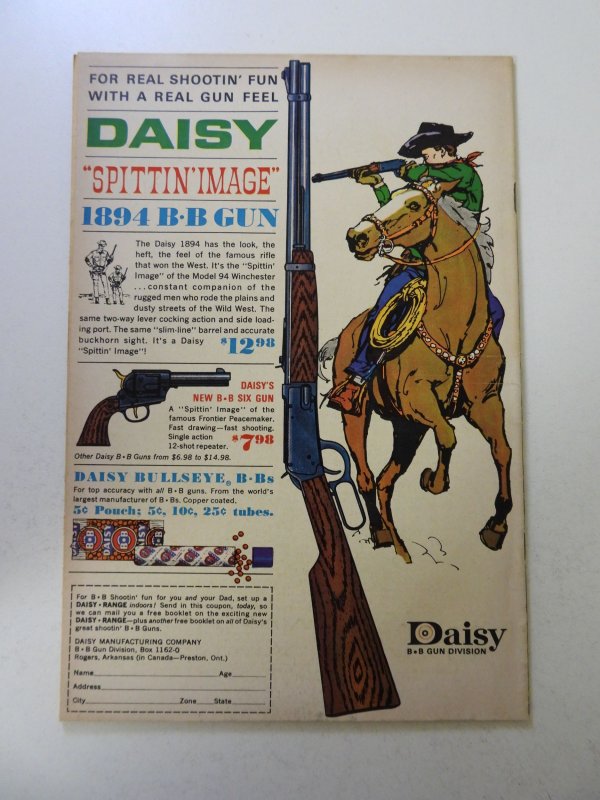 FOR REAL SHOOTIN' FUN
WITH A REAL GUN FEEL
DAISY
"SPITTIN' IMAGE"
1894 B•B GUN
The Daisy 1894 has the look, the
heft, the feel of the famous rifle
that won the West. It's the "Spittin'
Image" of the Model 94 Winchester
...constant companion of the
rugged men who rode the plains and
dusty streets of the Wild West. The
same two-way lever cocking action and side load-
ing port. The same "slim-line" barrel and accurate
buckhorn sight. It's a Daisy
"Spittin' Image"! $12 98
DAISY'S
NEW B•B SIX GUN
A "Spittin' Image" of the
famous Frontier Peacemaker.
Fast drawing—fast shooting.
Single action
12-shot repeater. $7 98
Other Daisy B•B Guns from $6.98 to $14.98.
DAISY BULLSEYE® B•Bs
For top accuracy with all B•B guns. From the world's
largest manufacturer of B•Bs. Copper coated.
5¢ Pouch; 5¢, 10¢, 25¢ tubes.
For B•B Shootin' fun for you and your Dad, set up a
DAISY•RANGE indoors! Send in this coupon, today, so
we can mail you a free booklet on the exciting new
DAISY•RANGE—plus another free booklet on all of Daisy's
great shootin' B•B Guns.
DAISY MANUFACTURING COMPANY
B•B Gun Division, Box 1162-O
Rogers, Arkansas (in Canada—Preston, Ont.)
Name Age
Address
City Zone State
Daisy
B•B GUN DIVISION